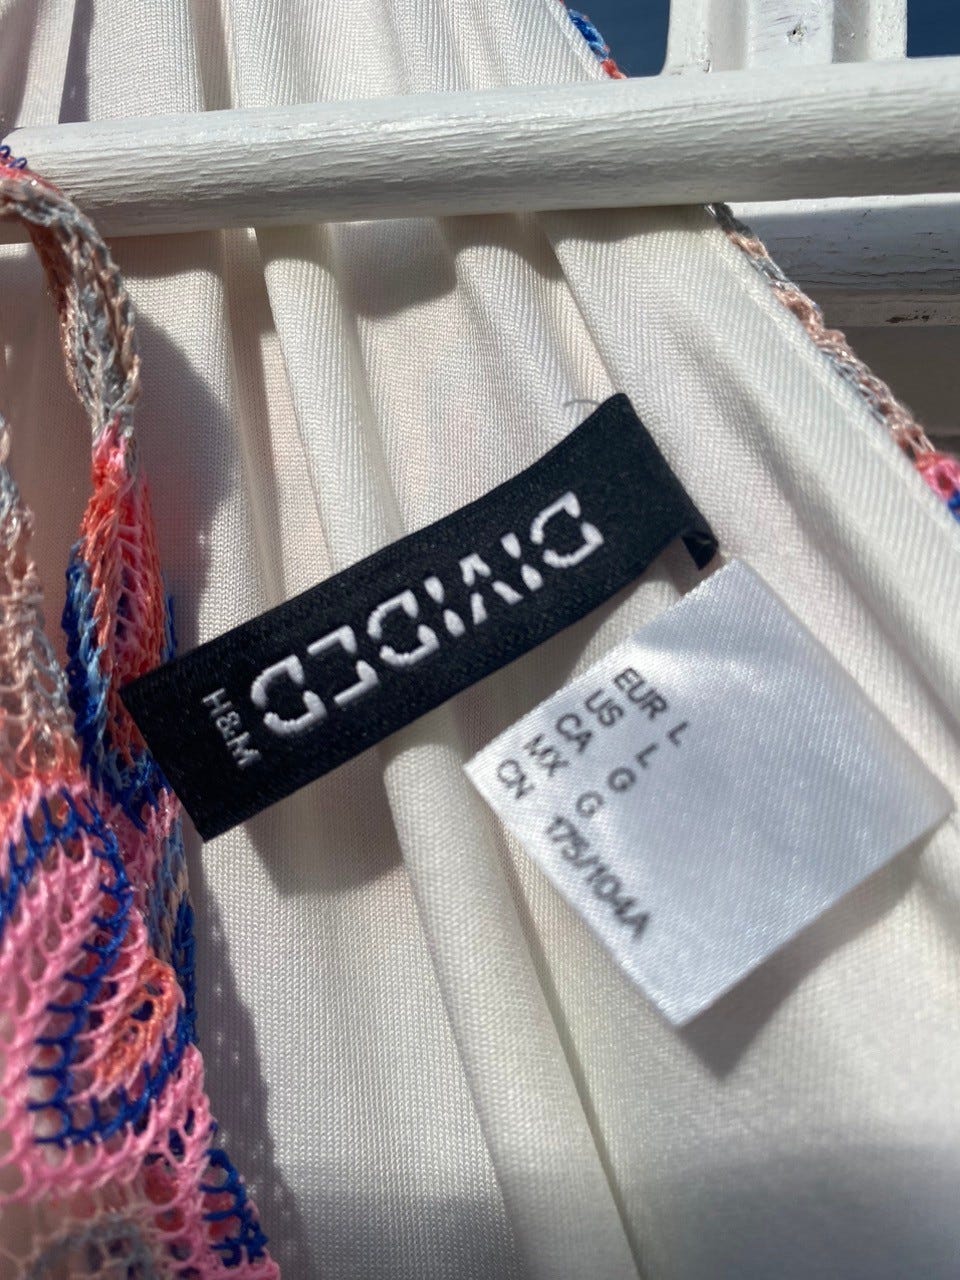 DIVIDED
H&M
EUR L
US L
CA G
MX G
CN 175/104A